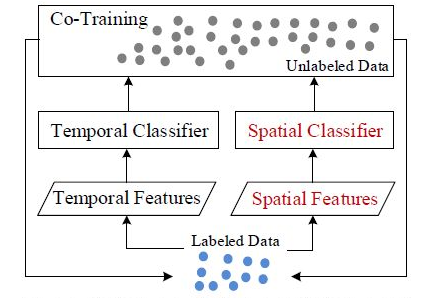 Co-Training
Unlabeled Data
Temporal Classifier
Spatial Classifier
Temporal Features
Spatial Features
Labeled Data